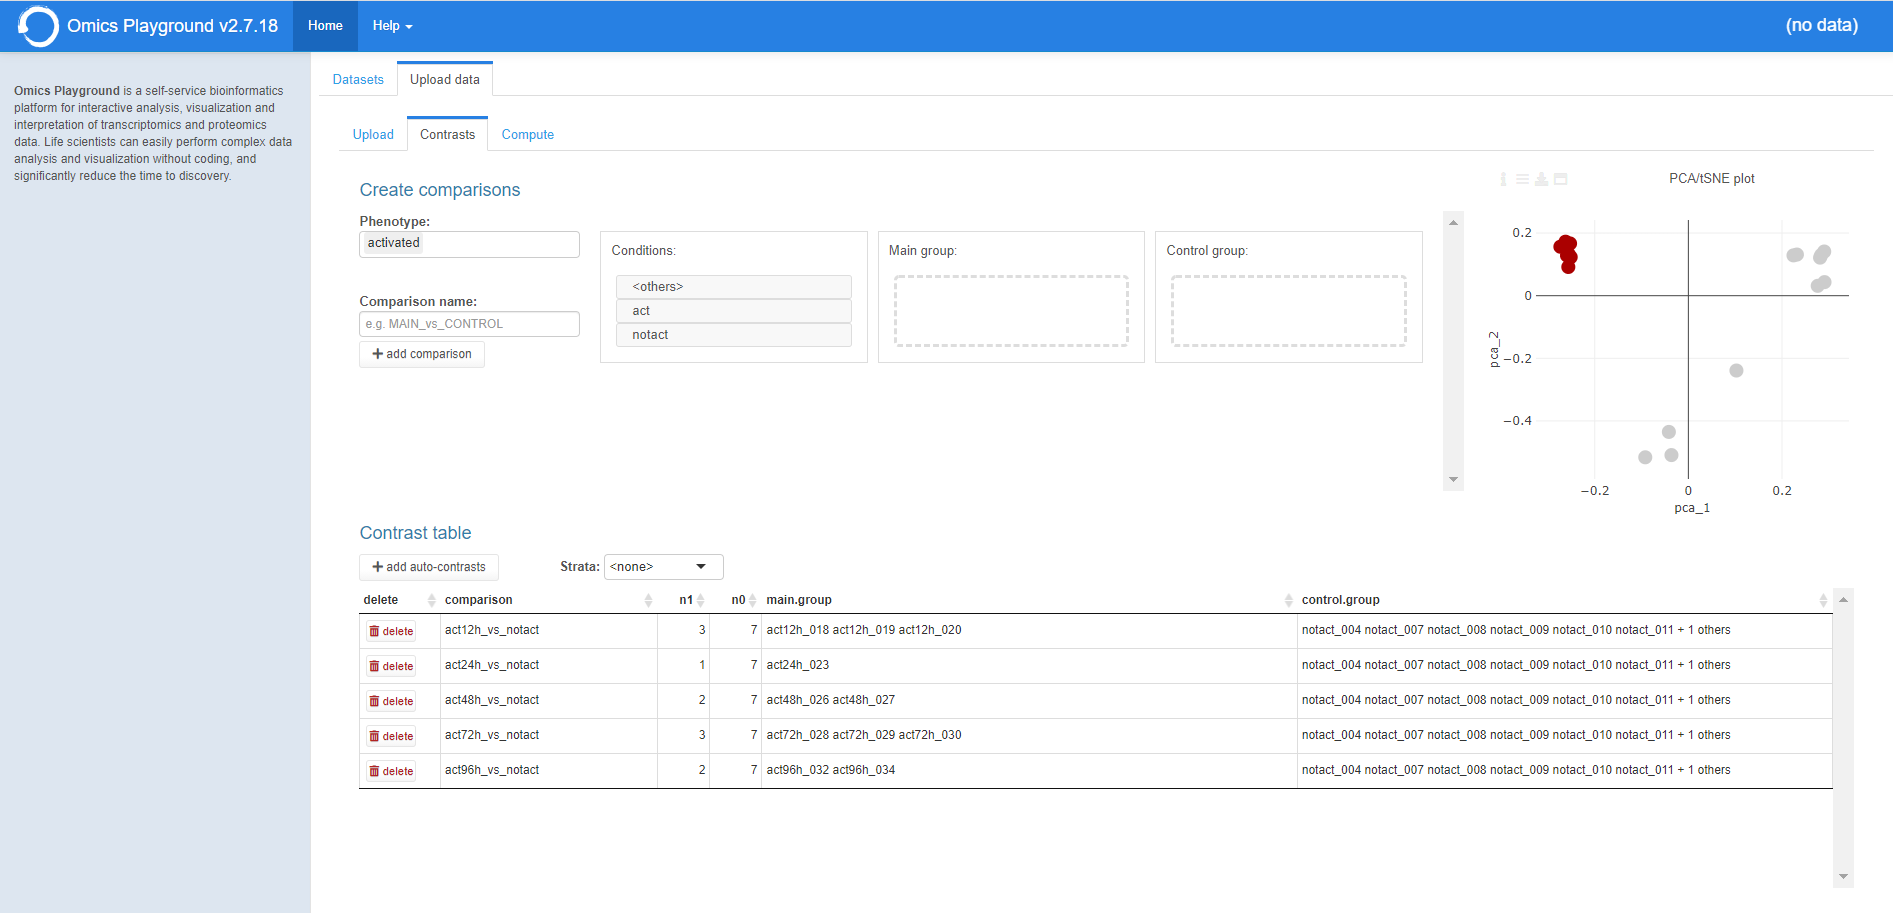 Omics Playground v2.7.18
Home
Help
(no data)
Omics Playground is a self-service bioinformatics
platform for interactive analysis, visualization and
interpretation of transcriptomics and proteomics
data. Life scientists can easily perform complex data
analysis and visualization without coding, and
significantly reduce the time to discovery.
Datasets
Upload data
Upload
Contrasts
Compute
Create comparisons
Phenotype:
activated
Comparison name:
e.g. MAIN_vs_CONTROL
+ add comparison
Conditions:
<others>
act
notact
Main group:
Control group:
PCA/tSNE plot
0.2
0
−0.2
−0.4
pca_2
−0.2 0 0.2
pca_1
Contrast table
+ add auto-contrasts
Strata: <none>
delete comparison n1 n0 main.group control.group
delete act12h_vs_notact 3 7 act12h_018 act12h_019 act12h_020 notact_004 notact_007 notact_008 notact_009 notact_010 notact_011 + 1 others
delete act24h_vs_notact 1 7 act24h_023 notact_004 notact_007 notact_008 notact_009 notact_010 notact_011 + 1 others
delete act48h_vs_notact 2 7 act48h_026 act48h_027 notact_004 notact_007 notact_008 notact_009 notact_010 notact_011 + 1 others
delete act72h_vs_notact 3 7 act72h_028 act72h_029 act72h_030 notact_004 notact_007 notact_008 notact_009 notact_010 notact_011 + 1 others
delete act96h_vs_notact 2 7 act96h_032 act96h_034 notact_004 notact_007 notact_008 notact_009 notact_010 notact_011 + 1 others